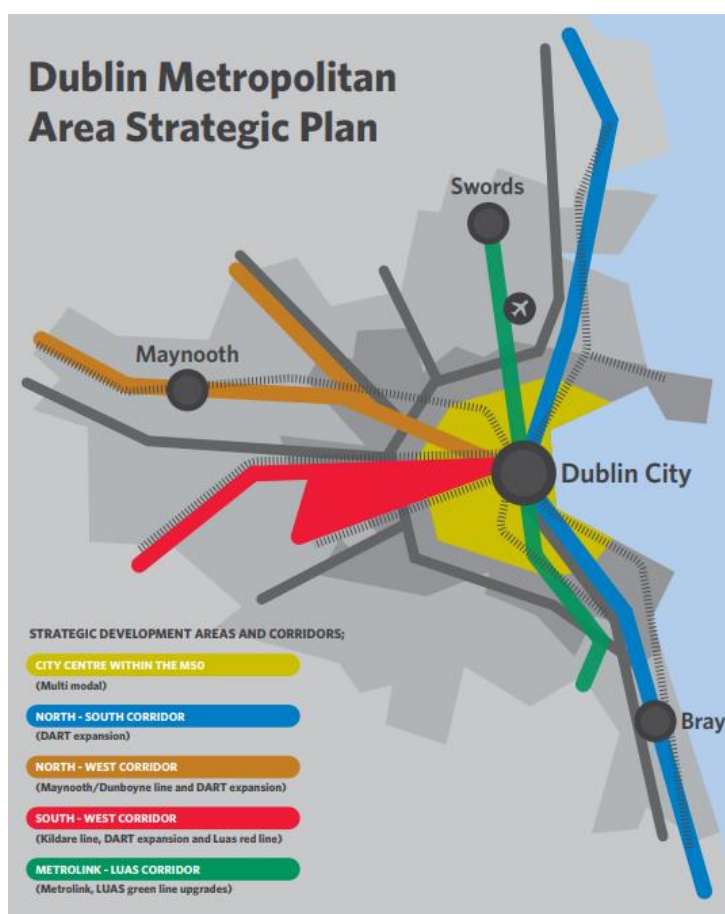 Dublin Metropolitan
Area Strategic Plan
Swords
Maynooth
Dublin City
Bray
STRATEGIC DEVELOPMENT AREAS AND CORRIDORS;
CITY CENTRE WITHIN THE M50
(Multi modal)
NORTH - SOUTH CORRIDOR
(DART expansion)
NORTH - WEST CORRIDOR
(Maynooth/Dunboyne line and DART expansion)
SOUTH - WEST CORRIDOR
(Kildare line, DART expansion and Luas red line)
METROLINK - LUAS CORRIDOR
(Metrolink, LUAS green line upgrades)